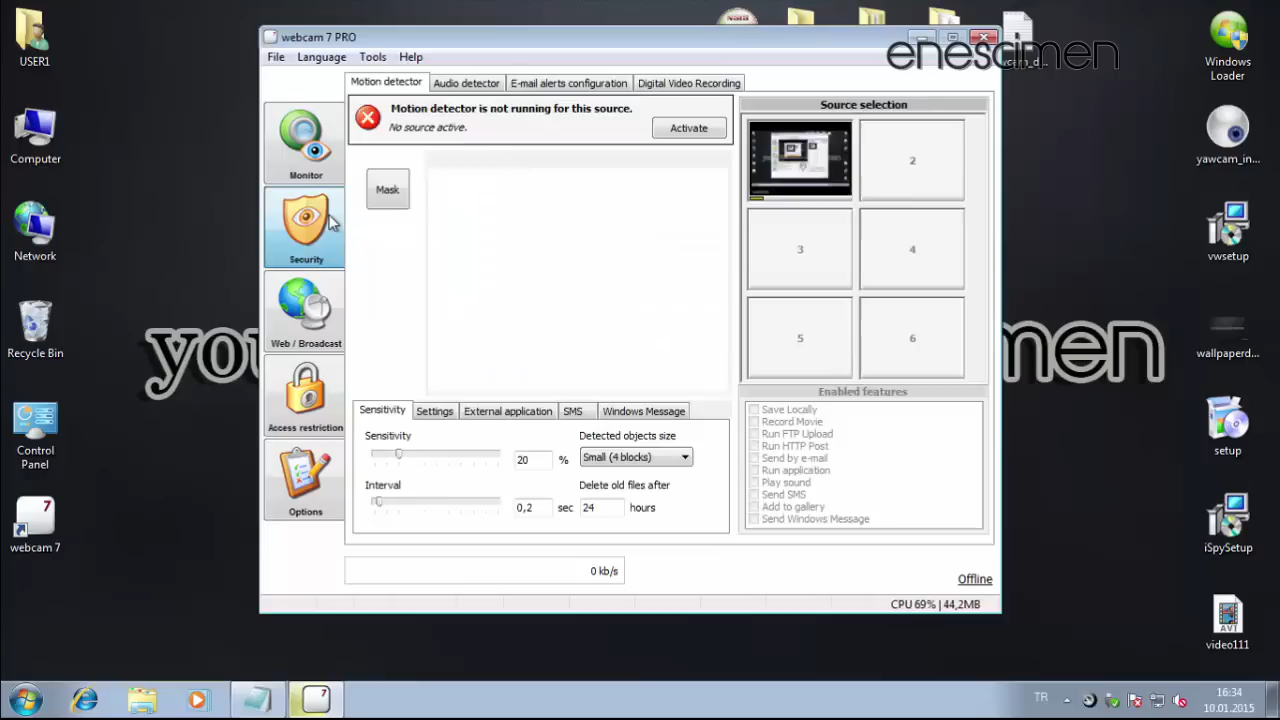 USER1
Computer
Network
Recycle Bin
Control
Panel
7
webcam 7
you
men
enescimen
Windows
Loader
yawcam_in...
vwsetup
wallpaperd...
setup
iSpySetup
AVI
video111
webcam 7 PRO
File
Language
Tools
Help
Monitor
Security
Web / Broadcast
Access restriction
Options
Motion detector
Audio detector
E-mail alerts configuration
Digital Video Recording
Motion detector is not running for this source.
No source active.
Activate
Mask
Source selection
2
3
4
5
6
Enabled features
Save Locally
Record Movie
Run FTP Upload
Run HTTP Post
Send by e-mail
Run application
Play sound
Send SMS
Add to gallery
Send Windows Message
Sensitivity
Settings
External application
SMS
Windows Message
Sensitivity
20 %
Detected objects size
Small (4 blocks)
Interval
0,2 sec
Delete old files after
24 hours
0 kb/s
Offline
CPU 69% | 44,2MB
7
TR
16:34
10.01.2015